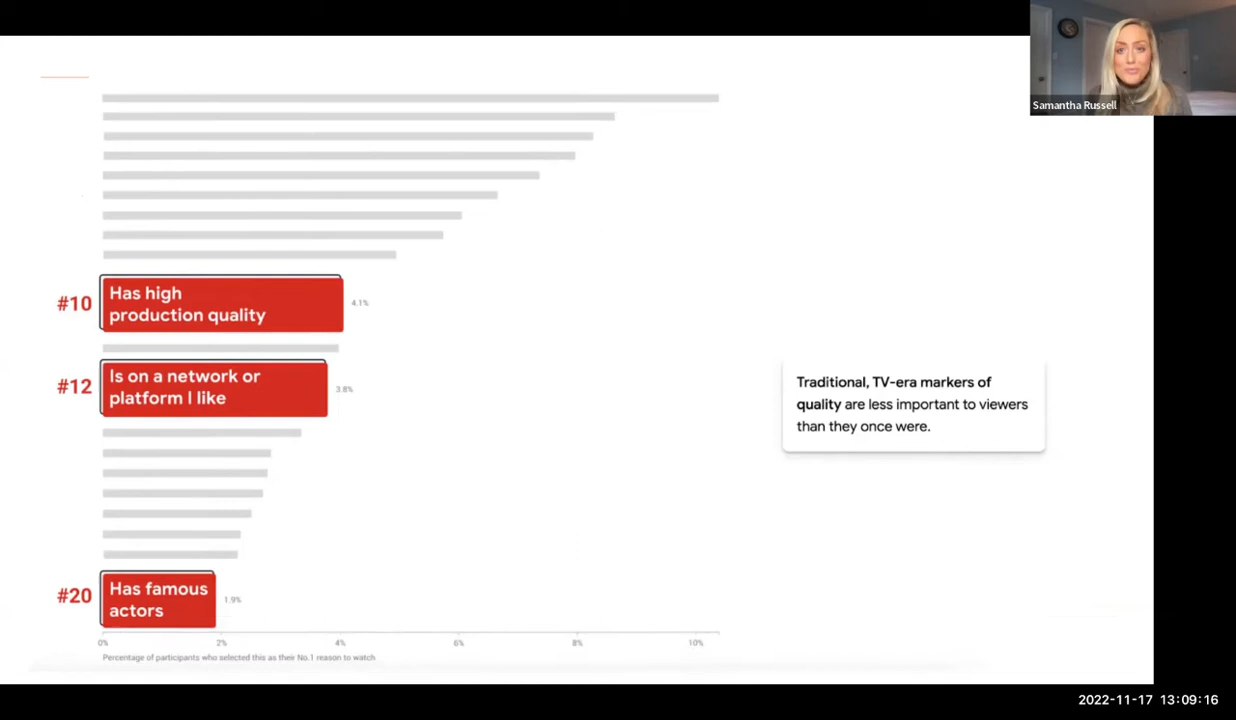 Samantha Russell
#10
Has high
production quality
4.1%
#12
Is on a network or
platform I like
3.8%
Traditional, TV-era markers of
quality are less important to viewers
than they once were.
#20
Has famous
actors
1.9%
0% 2% 4% 6% 8% 10%
Percentage of participants who selected this as their No.1 reason to watch
2022-11-17 13:09:16